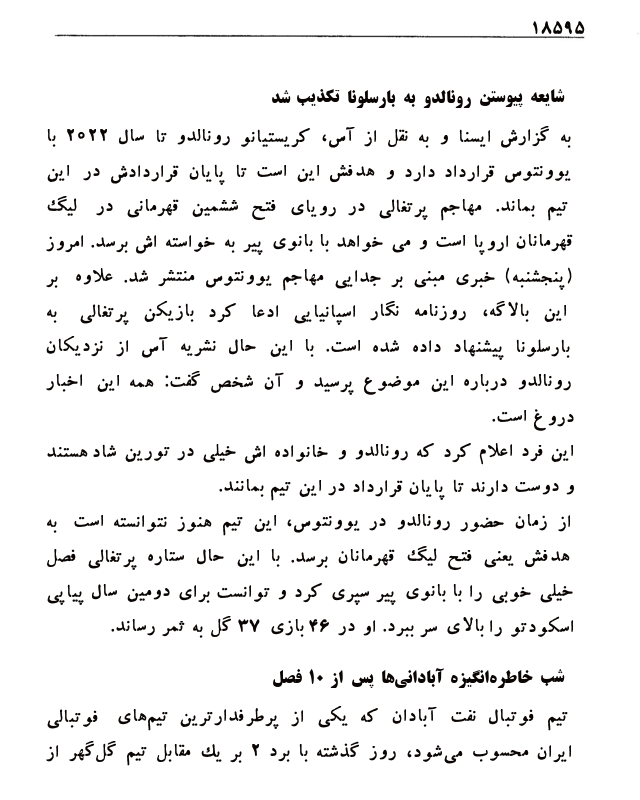 ۱۸۵۹۵
شایعه پیوستن رونالدو به بارسلونا تکذیب شد
به گزارش ایسنا و به نقل از آس، کریستیانو رونالدو تا سال ۲۰۲۲ با
یوونتوس قرارداد دارد و هدفش این است تا پایان قراردادش در این
تیم بماند. مهاجم پرتغالی در رویای فتح ششمین قهرمانی در لیگ
قهرمانان اروپا است و می خواهد با بانوی پیر به خواسته اش برسد. امروز
(پنجشنبه) خبری مبنی بر جدایی مهاجم یوونتوس منتشر شد. علاوه بر
این بالاگه، روزنامه نگار اسپانیایی ادعا کرد بازیکن پرتغالی به
بارسلونا پیشنهاد داده شده است. با این حال نشریه آس از نزدیکان
رونالدو درباره این موضوع پرسید و آن شخص گفت: همه این اخبار
دروغ است.
این فرد اعلام کرد که رونالدو و خانواده اش خیلی در تورین شاد هستند
و دوست دارند تا پایان قرارداد در این تیم بمانند.
از زمان حضور رونالدو در یوونتوس، این تیم هنوز نتوانسته است به
هدفش یعنی فتح لیگ قهرمانان برسد. با این حال ستاره پرتغالی فصل
خیلی خوبی را با بانوی پیر سپری کرد و توانست برای دومین سال پیاپی
اسکودتو را بالای سر ببرد. او در ۴۶ بازی ۳۷ گل به ثمر رساند.
شب خاطره‌انگیزه آبادانی‌ها پس از ۱۰ فصل
تیم فوتبال نفت آبادان که یکی از پرطرفدارترین تیم‌های فوتبالی
ایران محسوب می‌شود، روز گذشته با برد ۲ بر یك مقابل تیم گل‌گهر از